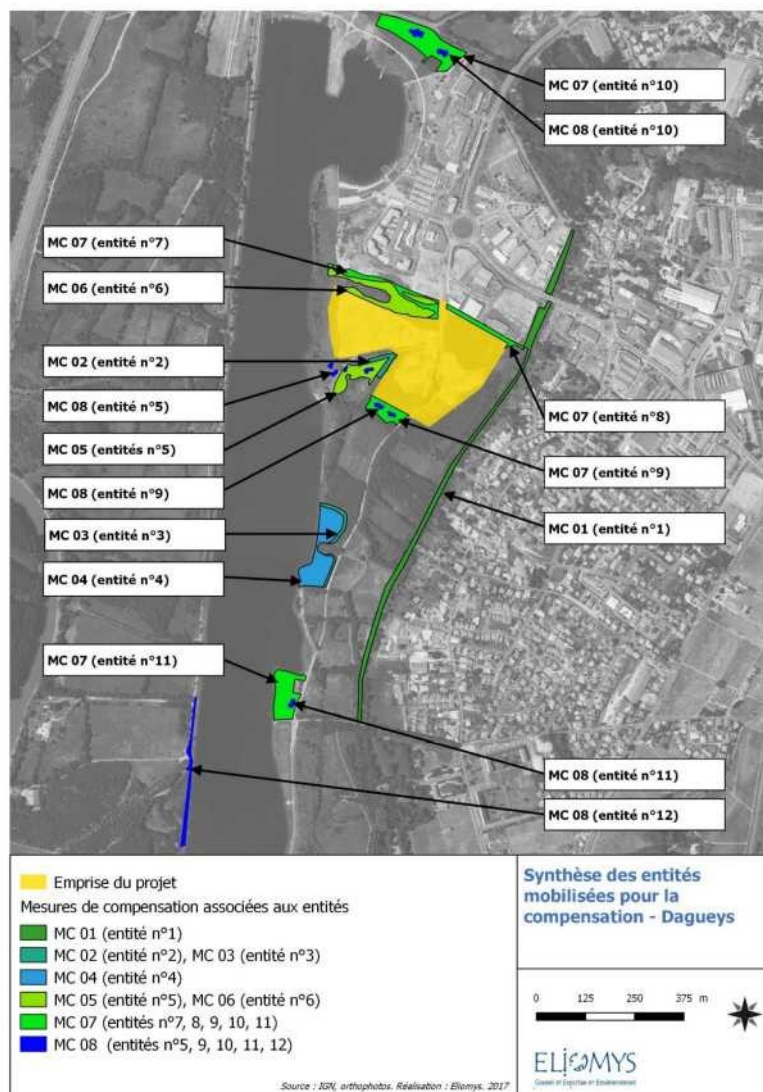 MC 07 (entité n°10)
MC 08 (entité n°10)
MC 07 (entité n°7)
MC 06 (entité n°6)
MC 02 (entité n°2)
MC 08 (entité n°5)
MC 05 (entités n°5)
MC 08 (entité n°9)
MC 03 (entité n°3)
MC 04 (entité n°4)
MC 07 (entité n°8)
MC 07 (entité n°9)
MC 01 (entité n°1)
MC 07 (entité n°11)
MC 08 (entité n°11)
MC 08 (entité n°12)
Emprise du projet
Mesures de compensation associées aux entités
MC 01 (entité n°1)
MC 02 (entité n°2), MC 03 (entité n°3)
MC 04 (entité n°4)
MC 05 (entité n°5), MC 06 (entité n°6)
MC 07 (entités n°7, 8, 9, 10, 11)
MC 08 (entités n°5, 9, 10, 11, 12)
Source : IGN, orthophotos. Réalisation : Eliomys. 2017
Synthèse des entités
mobilisées pour la
compensation - Dagueys
0 125 250 375 m
ELIOMYS
Conseil et Expertise en Environnement